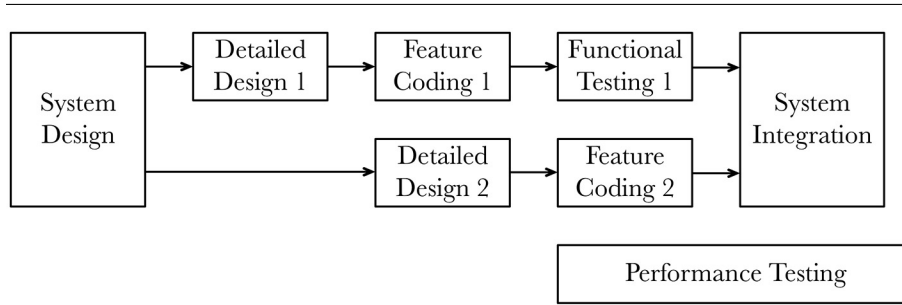 System
Design
Detailed
Design 1
Feature
Coding 1
Functional
Testing 1
System
Integration
Detailed
Design 2
Feature
Coding 2
Performance Testing